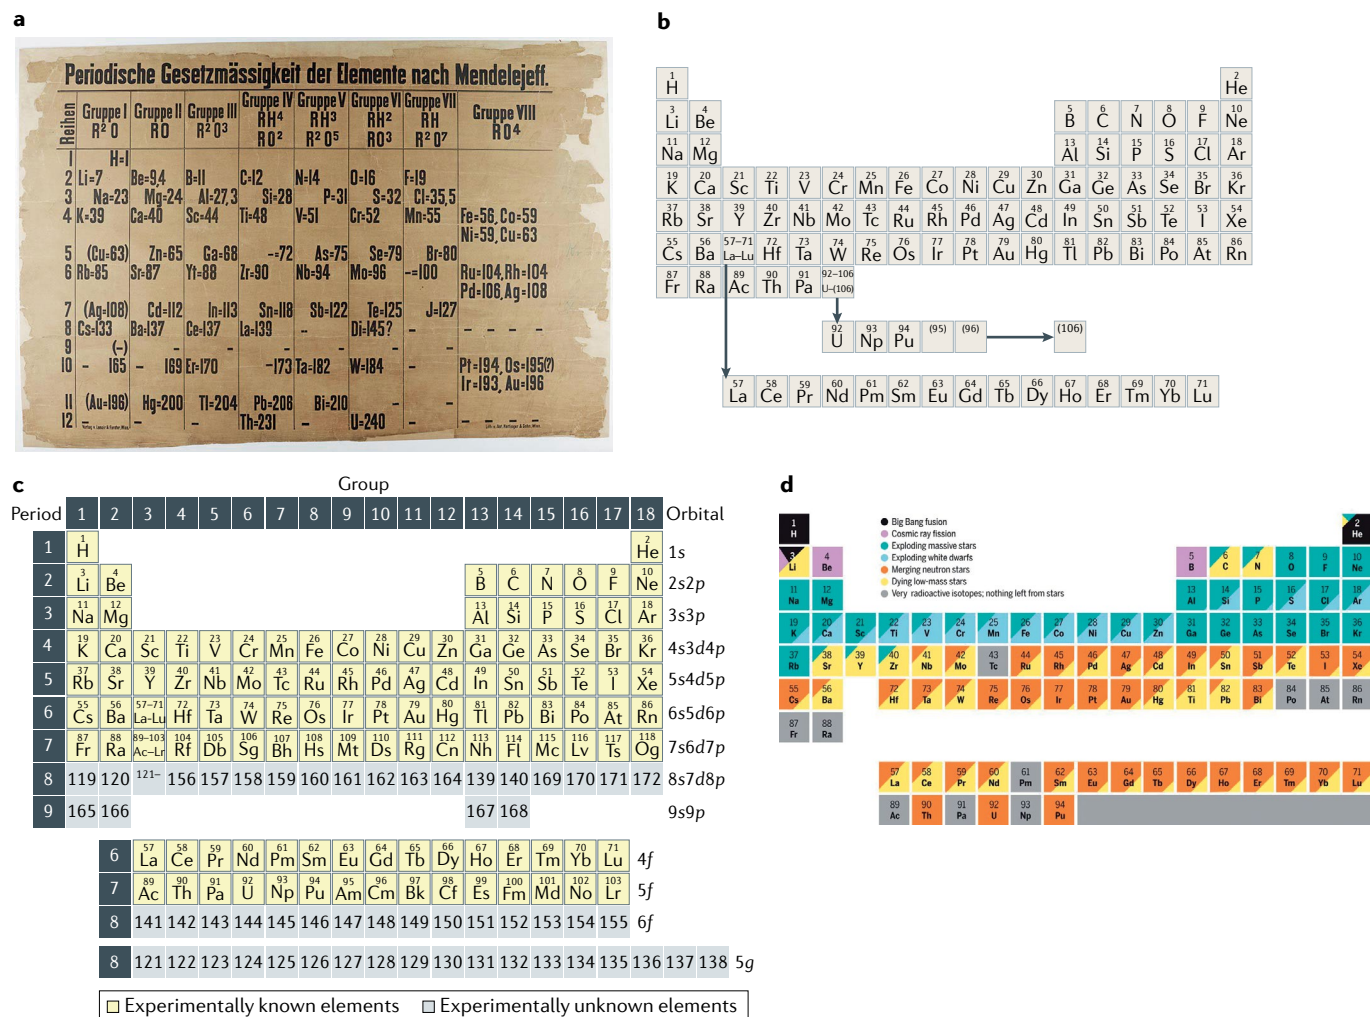 a
Periodische Gesetzmässigkeit der Elemente nach Mendelejeff.
Reihen
Gruppe I R²O
Gruppe II RO
Gruppe III R²O³
Gruppe IV RH⁴ RO²
Gruppe V RH³ R²O⁵
Gruppe VI RH² RO³
Gruppe VII RH R²O⁷
Gruppe VIII RO⁴
1 H=1
2 Li=7 Be=9,4 B=11 C=12 N=14 O=16 F=19
3 Na=23 Mg=24 Al=27,3 Si=28 P=31 S=32 Cl=35,5
4 K=39 Ca=40 Sc=44 Ti=48 V=51 Cr=52 Mn=55 Fe=56, Co=59
Ni=59, Cu=63
5 (Cu=63) Zn=65 Ga=68 -=72 As=75 Se=79 Br=80
6 Rb=85 Sr=87 Yt=88 Zr=90 Nb=94 Mo=96 -=100 Ru=104, Rh=104
Pd=106, Ag=108
7 (Ag=108) Cd=112 In=113 Sn=118 Sb=122 Te=125 J=127
8 Cs=133 Ba=137 Ce=137 La=139 - Di=145? - - - - -
9 (-) - - - - - -
10 - 165 - 169 Er=170 -173 Ta=182 W=184 - Pt=194, Os=195(?)
Ir=193, Au=196
11 (Au=196) Hg=200 Tl=204 Pb=206 Bi=210 - -
12 - - - Th=231 - U=240 - - - - -
b
1 H 2 He
3 Li 4 Be 5 B 6 C 7 N 8 O 9 F 10 Ne
11 Na 12 Mg 13 Al 14 Si 15 P 16 S 17 Cl 18 Ar
19 K 20 Ca 21 Sc 22 Ti 23 V 24 Cr 25 Mn 26 Fe 27 Co 28 Ni 29 Cu 30 Zn 31 Ga 32 Ge 33 As 34 Se 35 Br 36 Kr
37 Rb 38 Sr 39 Y 40 Zr 41 Nb 42 Mo 43 Tc 44 Ru 45 Rh 46 Pd 47 Ag 48 Cd 49 In 50 Sn 51 Sb 52 Te 53 I 54 Xe
55 Cs 56 Ba 57–71 La–Lu 72 Hf 73 Ta 74 W 75 Re 76 Os 77 Ir 78 Pt 79 Au 80 Hg 81 Tl 82 Pb 83 Bi 84 Po 85 At 86 Rn
87 Fr 88 Ra 89 Ac 90 Th 91 Pa 92–106 U–(106)
92 U 93 Np 94 Pu (95) (96) (106)
57 La 58 Ce 59 Pr 60 Nd 61 Pm 62 Sm 63 Eu 64 Gd 65 Tb 66 Dy 67 Ho 68 Er 69 Tm 70 Yb 71 Lu
c
Group
Period 1 2 3 4 5 6 7 8 9 10 11 12 13 14 15 16 17 18 Orbital
1 1 H 2 He 1s
2 3 Li 4 Be 5 B 6 C 7 N 8 O 9 F 10 Ne 2s2p
3 11 Na 12 Mg 13 Al 14 Si 15 P 16 S 17 Cl 18 Ar 3s3p
4 19 K 20 Ca 21 Sc 22 Ti 23 V 24 Cr 25 Mn 26 Fe 27 Co 28 Ni 29 Cu 30 Zn 31 Ga 32 Ge 33 As 34 Se 35 Br 36 Kr 4s3d4p
5 37 Rb 38 Sr 39 Y 40 Zr 41 Nb 42 Mo 43 Tc 44 Ru 45 Rh 46 Pd 47 Ag 48 Cd 49 In 50 Sn 51 Sb 52 Te 53 I 54 Xe 5s4d5p
6 55 Cs 56 Ba 57–71 La–Lu 72 Hf 73 Ta 74 W 75 Re 76 Os 77 Ir 78 Pt 79 Au 80 Hg 81 Tl 82 Pb 83 Bi 84 Po 85 At 86 Rn 6s5d6p
7 87 Fr 88 Ra 89–103 Ac–Lr 104 Rf 105 Db 106 Sg 107 Bh 108 Hs 109 Mt 110 Ds 111 Rg 112 Cn 113 Nh 114 Fl 115 Mc 116 Lv 117 Ts 118 Og 7s6d7p
8 119 120 121– 156 157 158 159 160 161 162 163 164 139 140 169 170 171 172 8s7d8p
9 165 166 167 168 9s9p
6 57 La 58 Ce 59 Pr 60 Nd 61 Pm 62 Sm 63 Eu 64 Gd 65 Tb 66 Dy 67 Ho 68 Er 69 Tm 70 Yb 71 Lu 4f
7 89 Ac 90 Th 91 Pa 92 U 93 Np 94 Pu 95 Am 96 Cm 97 Bk 98 Cf 99 Es 100 Fm 101 Md 102 No 103 Lr 5f
8 141 142 143 144 145 146 147 148 149 150 151 152 153 154 155 6f
8 121 122 123 124 125 126 127 128 129 130 131 132 133 134 135 136 137 138 5g
Experimentally known elements Experimentally unknown elements
d
Big Bang fusion
Cosmic ray fission
Exploding massive stars
Exploding white dwarfs
Merging neutron stars
Dying low-mass stars
Very radioactive isotopes; nothing left from stars
1 H 2 He
3 Li 4 Be 5 B 6 C 7 N 8 O 9 F 10 Ne
11 Na 12 Mg 13 Al 14 Si 15 P 16 S 17 Cl 18 Ar
19 K 20 Ca 21 Sc 22 Ti 23 V 24 Cr 25 Mn 26 Fe 27 Co 28 Ni 29 Cu 30 Zn 31 Ga 32 Ge 33 As 34 Se 35 Br 36 Kr
37 Rb 38 Sr 39 Y 40 Zr 41 Nb 42 Mo 43 Tc 44 Ru 45 Rh 46 Pd 47 Ag 48 Cd 49 In 50 Sn 51 Sb 52 Te 53 I 54 Xe
55 Cs 56 Ba 72 Hf 73 Ta 74 W 75 Re 76 Os 77 Ir 78 Pt 79 Au 80 Hg 81 Tl 82 Pb 83 Bi 84 Po 85 At 86 Rn
87 Fr 88 Ra
57 La 58 Ce 59 Pr 60 Nd 61 Pm 62 Sm 63 Eu 64 Gd 65 Tb 66 Dy 67 Ho 68 Er 69 Tm 70 Yb 71 Lu
89 Ac 90 Th 91 Pa 92 U 93 Np 94 Pu